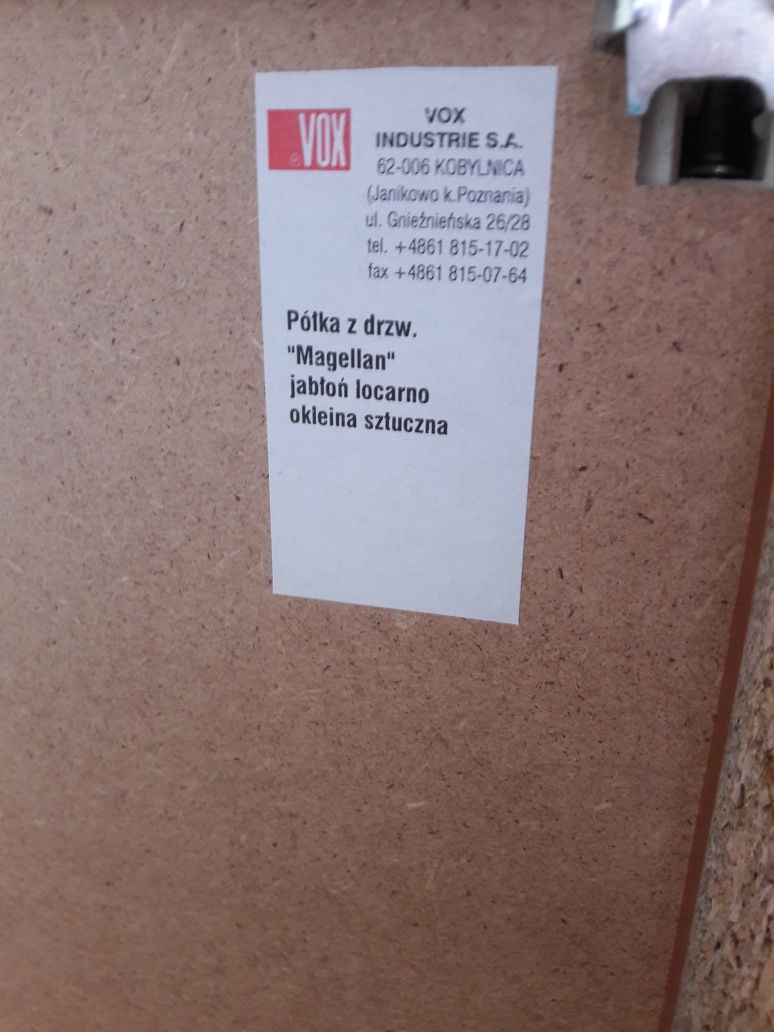 VOX
VOX
INDUSTRIE S.A.
62-006 KOBYLNICA
(Janikowo k.Poznania)
ul. Gnieźnieńska 26/28
tel. +4861 815-17-02
fax +4861 815-07-64
Półka z drzw.
"Magellan"
jabłoń locarno
okleina sztuczna